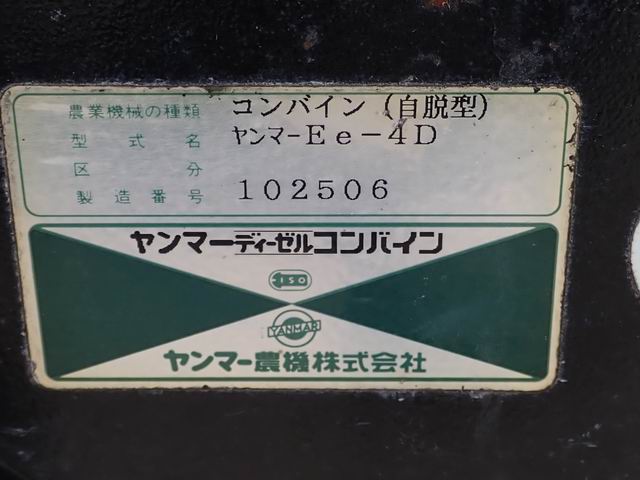 農業機械の種類 コンバイン(自脱型)
型式名 ヤンマーEe-4D
区分
製造番号 102506
ヤンマーディーゼルコンバイン
ISO
YANMAR
ヤンマー農機株式会社